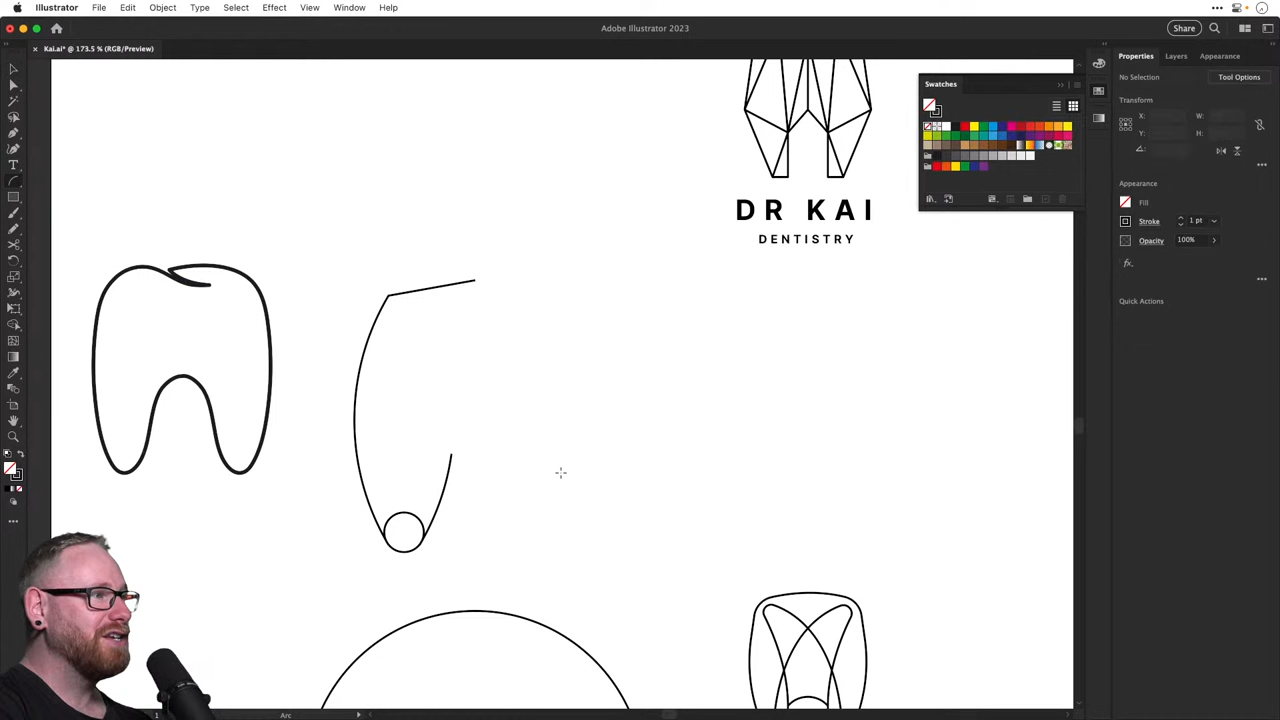 Illustrator File Edit Object Type Select Effect View Window Help
Adobe Illustrator 2023
Share
Kai.ai* @ 173.5 % (RGB/Preview)
Properties Layers Appearance
No Selection
Tool Options
Transform
X: W:
Y: H:
Appearance
Fill
Stroke 1 pt
Opacity 100%
fx
Quick Actions
Swatches
DR KAI
DENTISTRY
1 Arc